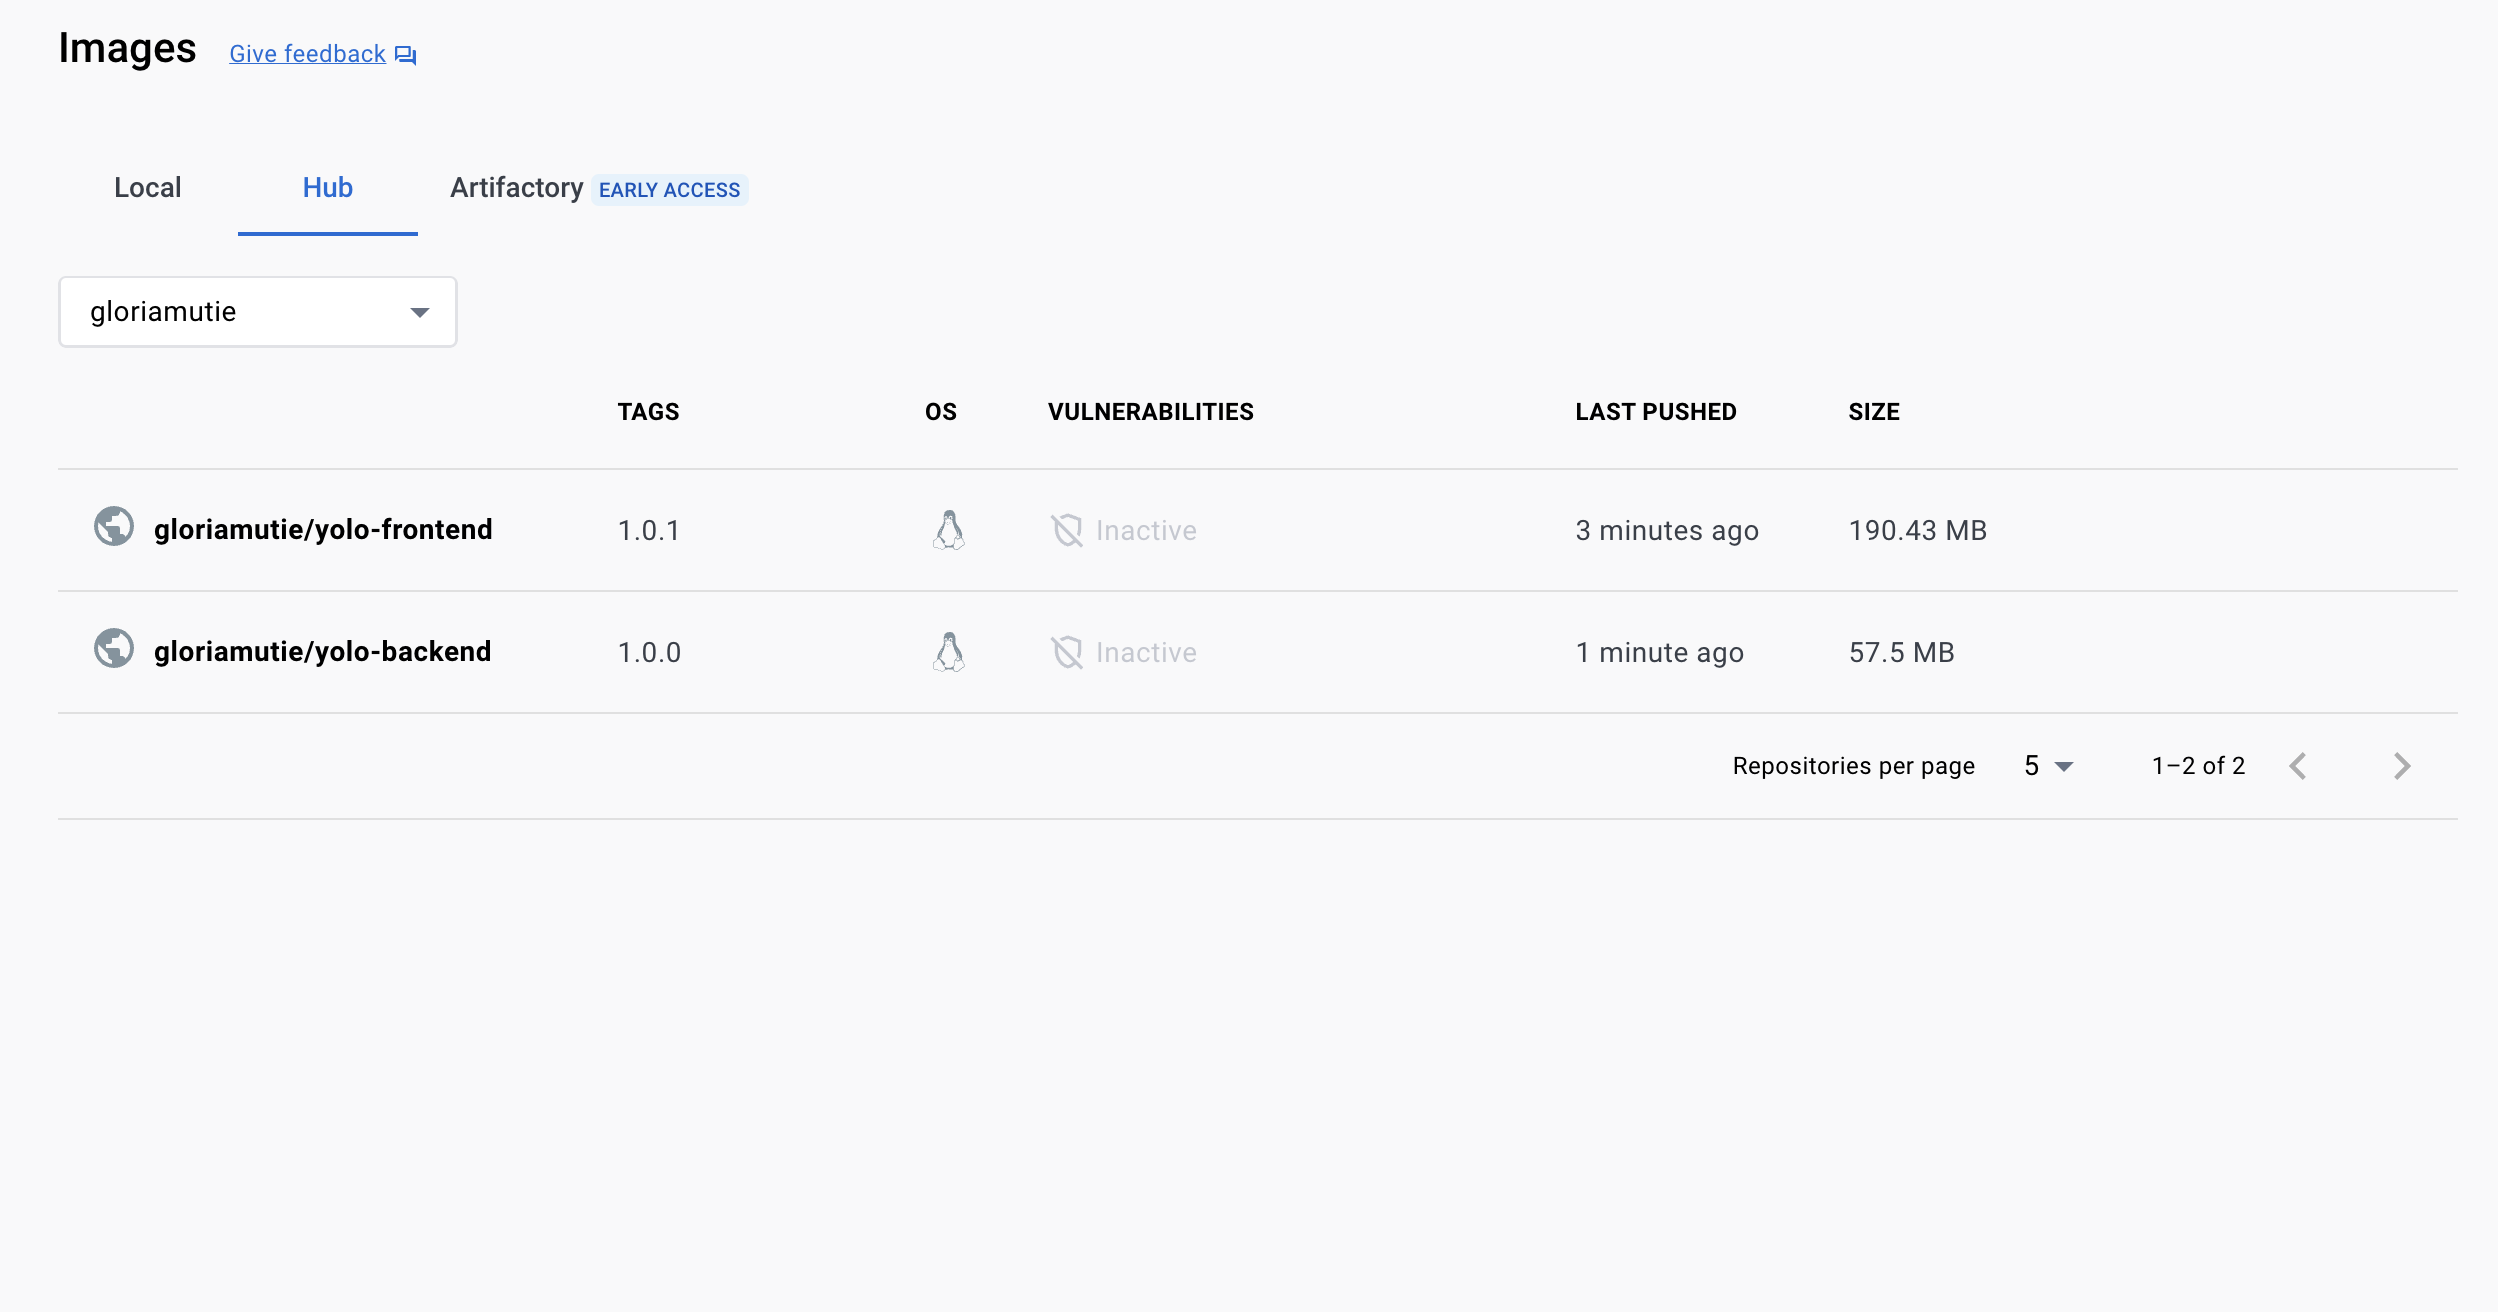 Images Give feedback
Local Hub Artifactory EARLY ACCESS
gloriamutie
TAGS OS VULNERABILITIES LAST PUSHED SIZE
gloriamutie/yolo-frontend 1.0.1 Inactive 3 minutes ago 190.43 MB
gloriamutie/yolo-backend 1.0.0 Inactive 1 minute ago 57.5 MB
Repositories per page 5 1–2 of 2